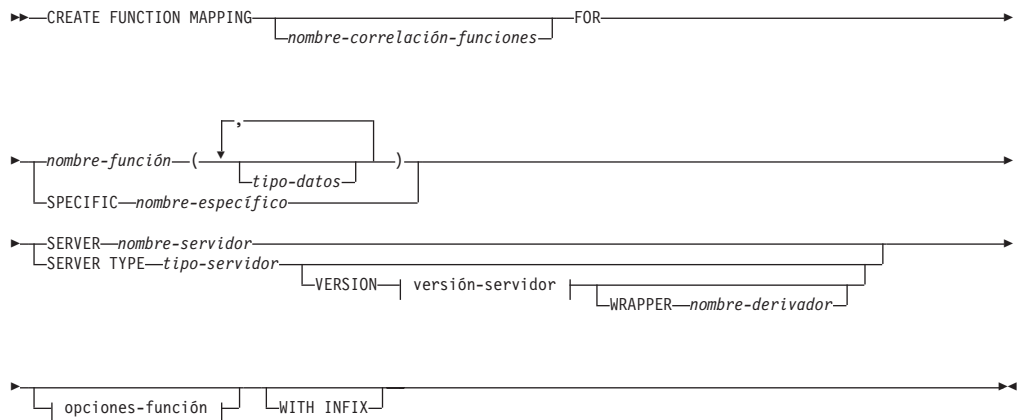 CREATE FUNCTION MAPPING FOR
nombre-correlación-funciones
,
nombre-función ( )
tipo-datos
SPECIFIC nombre-específico
SERVER nombre-servidor
SERVER TYPE tipo-servidor
VERSION versión-servidor
WRAPPER nombre-derivador
opciones-función WITH INFIX